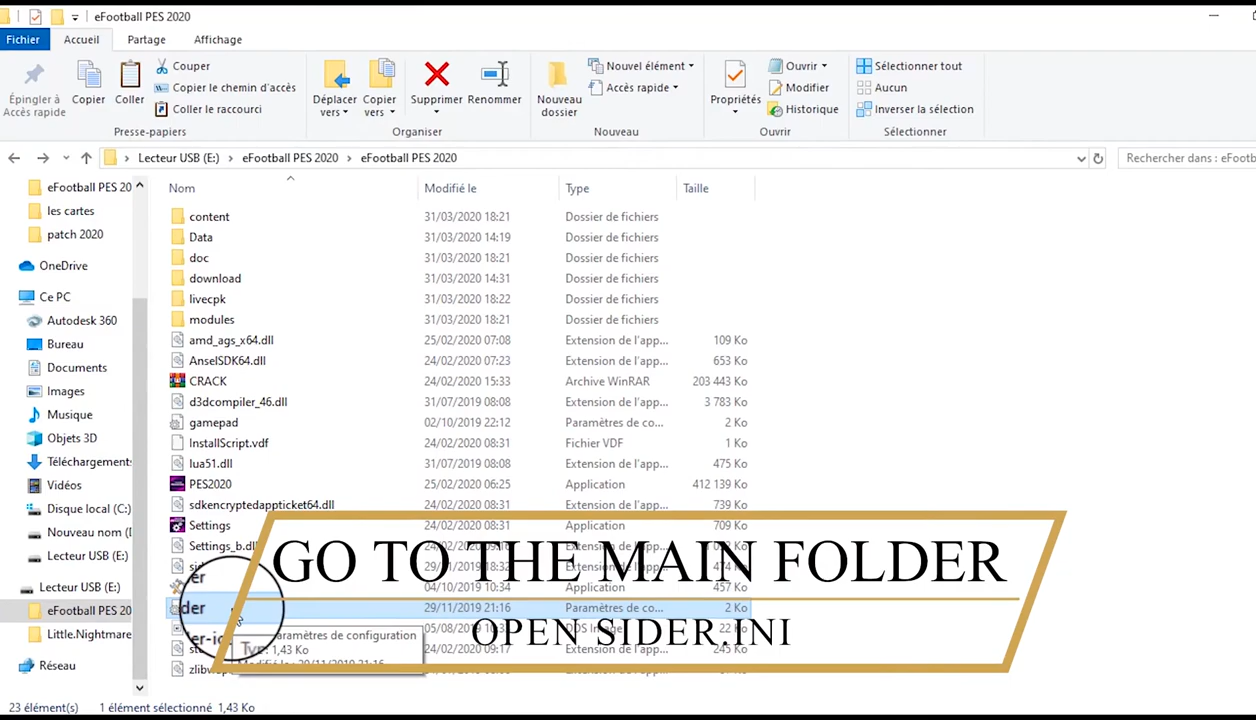 eFootball PES 2020
Fichier Accueil Partage Affichage
Épingler à Accès rapide
Copier
Coller
Couper
Copier le chemin d'accès
Coller le raccourci
Presse-papiers
Déplacer vers
Copier vers
Supprimer
Renommer
Organiser
Nouveau dossier
Nouvel élément
Accès rapide
Nouveau
Propriétés
Ouvrir
Modifier
Historique
Ouvrir
Sélectionner tout
Aucun
Inverser la sélection
Sélectionner
Lecteur USB (E:) eFootball PES 2020 eFootball PES 2020
Rechercher dans : eFootb
eFootball PES 20
les cartes
patch 2020
OneDrive
Ce PC
Autodesk 360
Bureau
Documents
Images
Musique
Objets 3D
Téléchargements
Vidéos
Disque local (C:)
Nouveau nom (
Lecteur USB (E:)
Lecteur USB (E:)
eFootball PES 20
Little.Nightmare
Réseau
Nom Modifié le Type Taille
content 31/03/2020 18:21 Dossier de fichiers
Data 31/03/2020 14:19 Dossier de fichiers
doc 31/03/2020 18:21 Dossier de fichiers
download 31/03/2020 14:31 Dossier de fichiers
livecpk 31/03/2020 18:22 Dossier de fichiers
modules 31/03/2020 18:21 Dossier de fichiers
amd_ags_x64.dll 25/02/2020 07:08 Extension de l'app... 109 Ko
AnselSDK64.dll 24/02/2020 07:23 Extension de l'app... 653 Ko
CRACK 24/02/2020 15:33 Archive WinRAR 203 443 Ko
d3dcompiler_46.dll 31/07/2019 08:08 Extension de l'app... 3 783 Ko
gamepad 02/10/2019 22:12 Paramètres de co... 2 Ko
InstallScript.vdf 24/02/2020 08:31 Fichier VDF 1 Ko
lua51.dll 31/07/2019 08:08 Extension de l'app... 475 Ko
PES2020 25/02/2020 06:25 Application 412 139 Ko
sdkencryptedappticket64.dll 24/02/2020 08:31 Extension de l'app... 739 Ko
Settings 24/02/2020 08:31 Application 709 Ko
Settings_b.dll
04/10/2019 10:34 Application 457 Ko
der 29/11/2019 21:16 Paramètres de co... 2 Ko
24/02/2020 09:17 245 Ko
GO TO THE MAIN FOLDER
OPEN SIDER.INI
aramètres de configuration
: 1,43 Ko
23 élément(s) 1 élément sélectionné 1,43 Ko